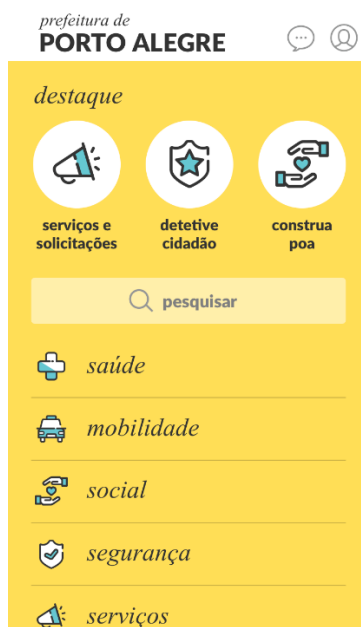 prefeitura de
PORTO ALEGRE
destaque
serviços e
solicitações
detetive
cidadão
construa
poa
pesquisar
saúde
mobilidade
social
segurança
serviços